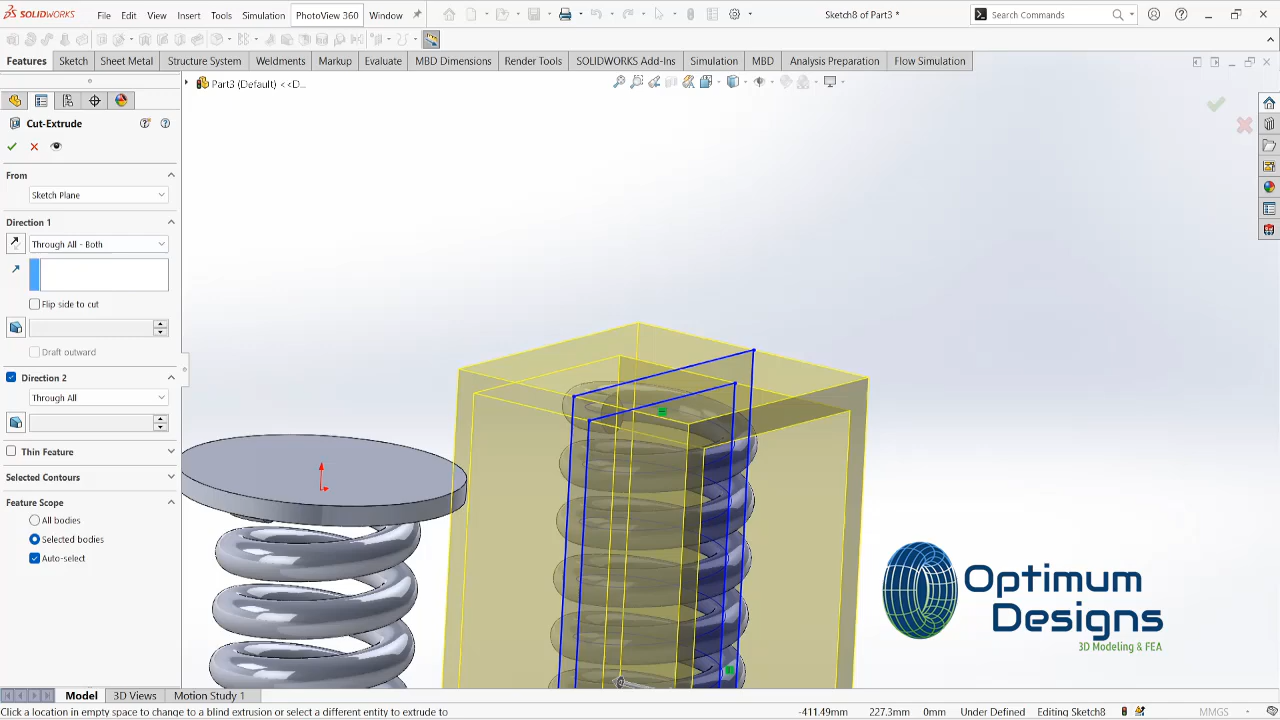 SOLIDWORKS File Edit View Insert Tools Simulation PhotoView 360 Window Sketch8 of Part3 * Search Commands
Features Sketch Sheet Metal Structure System Weldments Markup Evaluate MBD Dimensions Render Tools SOLIDWORKS Add-Ins Simulation MBD Analysis Preparation Flow Simulation
Part3 (Default) <<D...
Cut-Extrude
From
Sketch Plane
Direction 1
Through All - Both
Flip side to cut
Draft outward
Direction 2
Through All
Thin Feature
Selected Contours
Feature Scope
All bodies
Selected bodies
Auto-select
Optimum
Designs
3D Modeling & FEA
Model 3D Views Motion Study 1
Click a location in empty space to change to a blind extrusion or select a different entity to extrude to -411.49mm 227.3mm 0mm Under Defined Editing Sketch8 MMGS